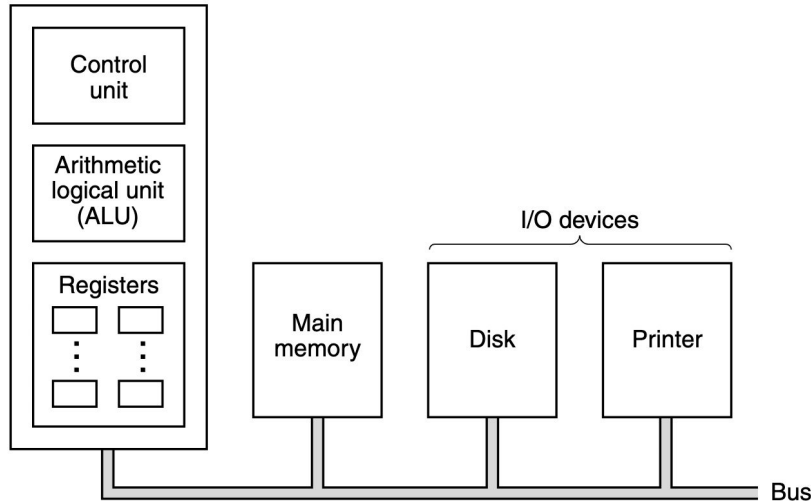 Control
unit
Arithmetic
logical unit
(ALU)
Registers
I/O devices
Main
memory
Disk
Printer
Bus